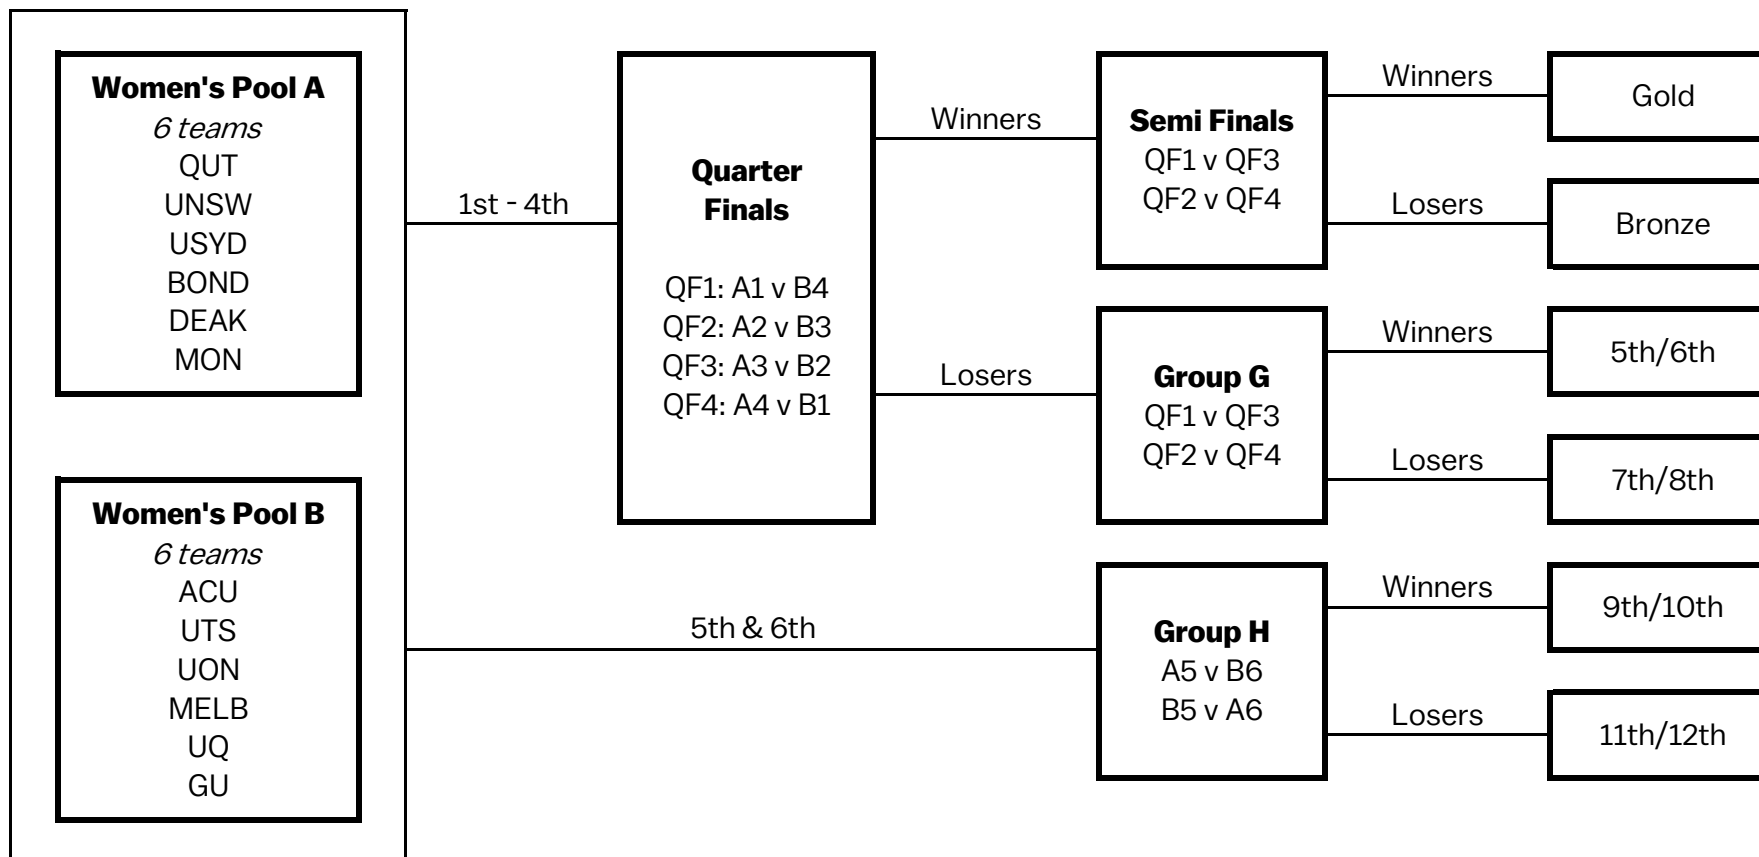 Women's Pool A
6 teams
QUT
UNSW
USYD
BOND
DEAK
MON
Women's Pool B
6 teams
ACU
UTS
UON
MELB
UQ
GU
1st - 4th
5th & 6th
Quarter
Finals
QF1: A1 v B4
QF2: A2 v B3
QF3: A3 v B2
QF4: A4 v B1
Winners
Losers
Semi Finals
QF1 v QF3
QF2 v QF4
Group G
QF1 v QF3
QF2 v QF4
Group H
A5 v B6
B5 v A6
Winners
Gold
Losers
Bronze
Winners
5th/6th
Losers
7th/8th
Winners
9th/10th
Losers
11th/12th